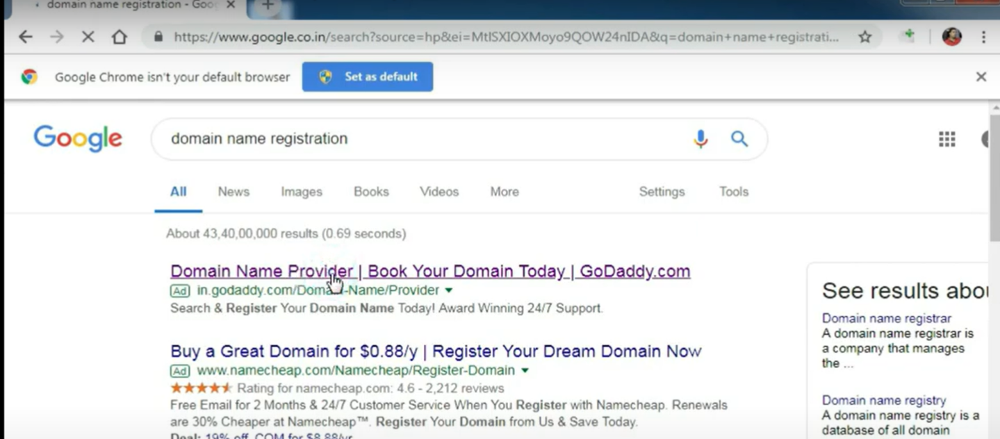 domain name registration - Goo
https://www.google.co.in/search?source=hp&ei=MtlSXIOXMoyo9QOW24nIDA&q=domain+name+registrati...
Google Chrome isn't your default browser
Set as default
Google
domain name registration
All News Images Books Videos More Settings Tools
About 43,40,00,000 results (0.69 seconds)
Domain Name Provider | Book Your Domain Today | GoDaddy.com
Ad in.godaddy.com/Domain-Name/Provider
Search & Register Your Domain Name Today! Award Winning 24/7 Support.
Buy a Great Domain for $0.88/y | Register Your Dream Domain Now
Ad www.namecheap.com/Namecheap/Register-Domain
Rating for namecheap.com: 4.6 - 2,212 reviews
Free Email for 2 Months & 24/7 Customer Service When You Register with Namecheap. Renewals
are 30% Cheaper at Namecheap™. Register Your Domain from Us & Save Today.
Deal: 19% off .COM for $8.88/yr
See results abou
Domain name registrar
A domain name registrar is
a company that manages
the ...
Domain name registry
A domain name registry is a
database of all domain